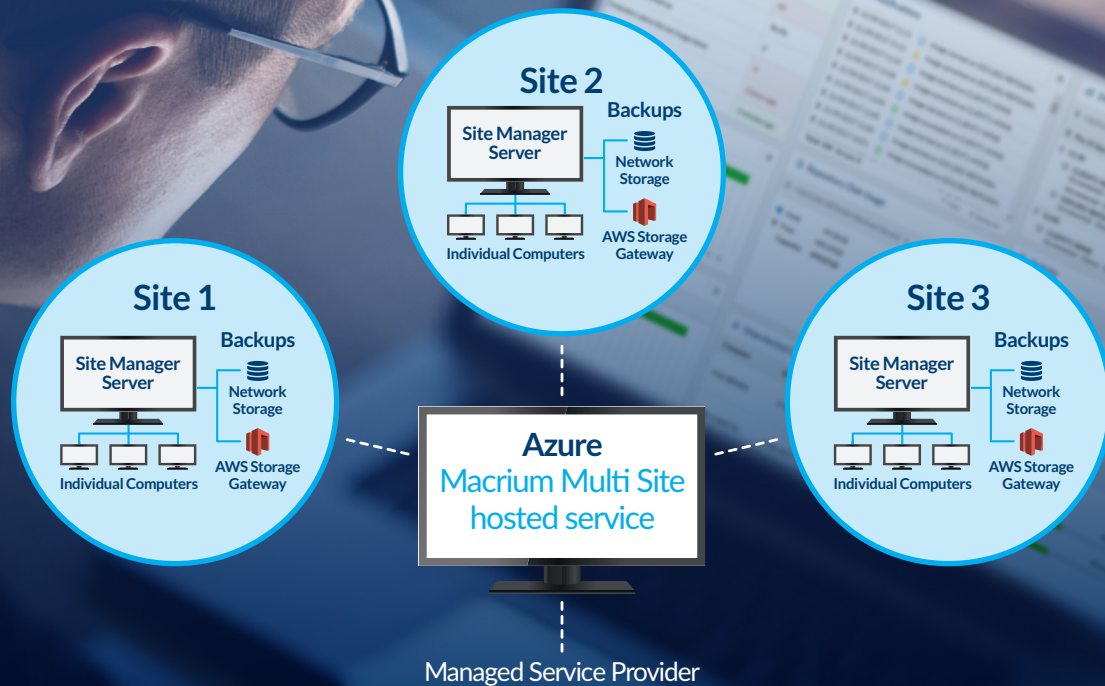 Site 2
Site Manager
Server
Backups
Network
Storage
AWS Storage
Gateway
Individual Computers
Site 1
Site Manager
Server
Backups
Network
Storage
AWS Storage
Gateway
Individual Computers
Site 3
Site Manager
Server
Backups
Network
Storage
AWS Storage
Gateway
Individual Computers
Azure
Macrium Multi Site
hosted service
Managed Service Provider